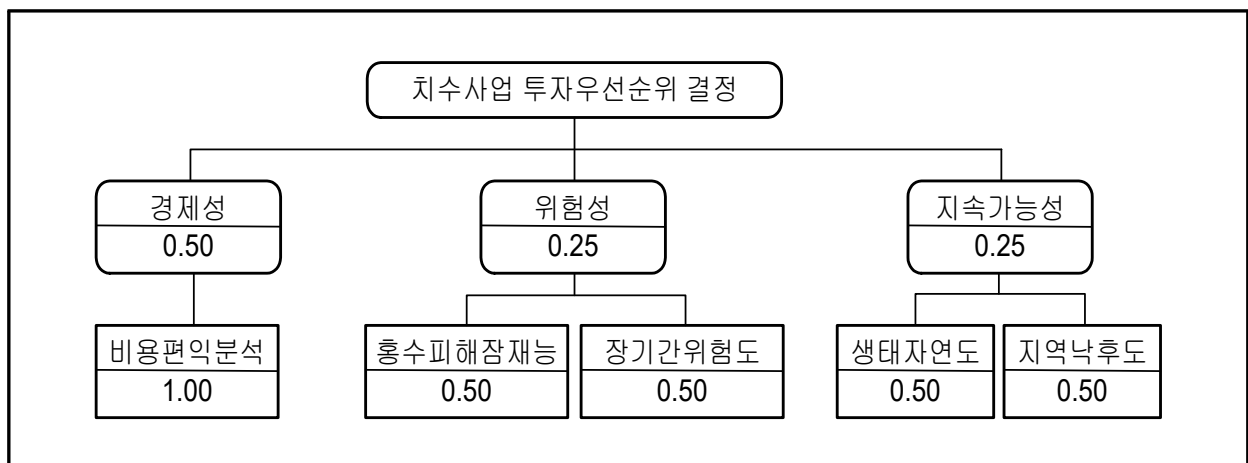 치수사업 투자우선순위 결정
경제성
0.50
위험성
0.25
지속가능성
0.25
비용편익분석
1.00
홍수피해잠재능
0.50
장기간위험도
0.50
생태자연도
0.50
지역낙후도
0.50